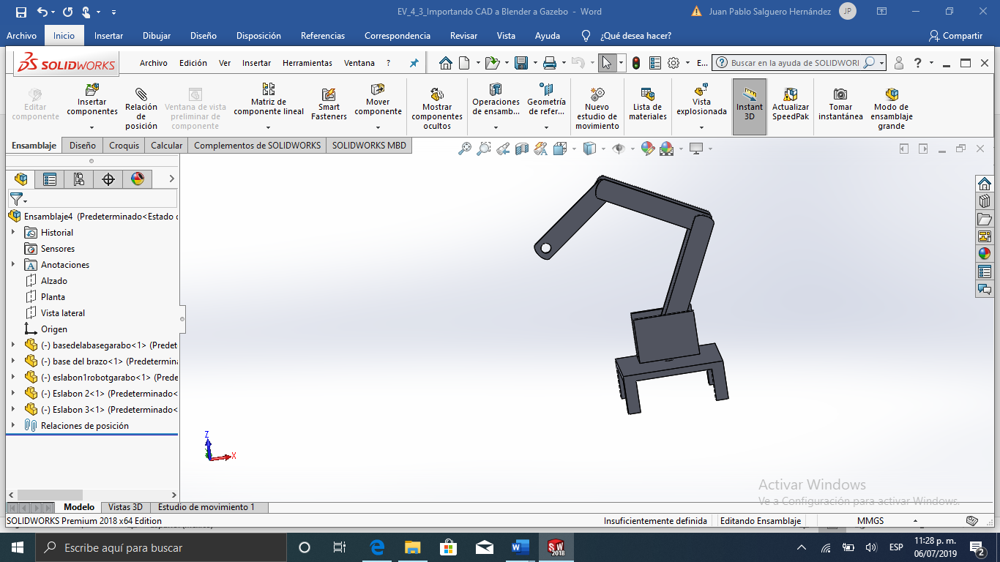 EV_4_3_Importando CAD a Blender a Gazebo - Word
Juan Pablo Salguero Hernández
JP
Archivo Inicio Insertar Dibujar Diseño Disposición Referencias Correspondencia Revisar Vista Ayuda ¿Qué desea hacer? Compartir
SOLIDWORKS
Archivo Edición Ver Insertar Herramientas Ventana ?
E...
Buscar en la ayuda de SOLIDWORI
Editar componente
Insertar componentes
Relación de posición
Ventana de vista preliminar de componente
Matriz de componente lineal
Smart Fasteners
Mover componente
Mostrar componentes ocultos
Operaciones de ensamb...
Geometría de refer...
Nuevo estudio de movimiento
Lista de materiales
Vista explosionada
Instant 3D
Actualizar SpeedPak
Tomar instantánea
Modo de ensamblaje grande
Ensamblaje Diseño Croquis Calcular Complementos de SOLIDWORKS SOLIDWORKS MBD
Ensamblaje4 (Predeterminado<Estado
Historial
Sensores
A Anotaciones
Alzado
Planta
Vista lateral
Origen
(-) basedelabasegarabo<1> (Predet
(-) base del brazo<1> (Predetermin
(-) eslabon1robotgarabo<1> (Prede
(-) Eslabon 2<1> (Predeterminado<
(-) Eslabon 3<1> (Predeterminado<
Relaciones de posición
Z
X
Activar Windows
Ve a Configuración para activar Windows.
Modelo Vistas 3D Estudio de movimiento 1
SOLIDWORKS Premium 2018 x64 Edition
Insuficientemente definida Editando Ensamblaje MMGS
Escribe aquí para buscar
SW 2018
ESP
11:28 p. m.
06/07/2019
2